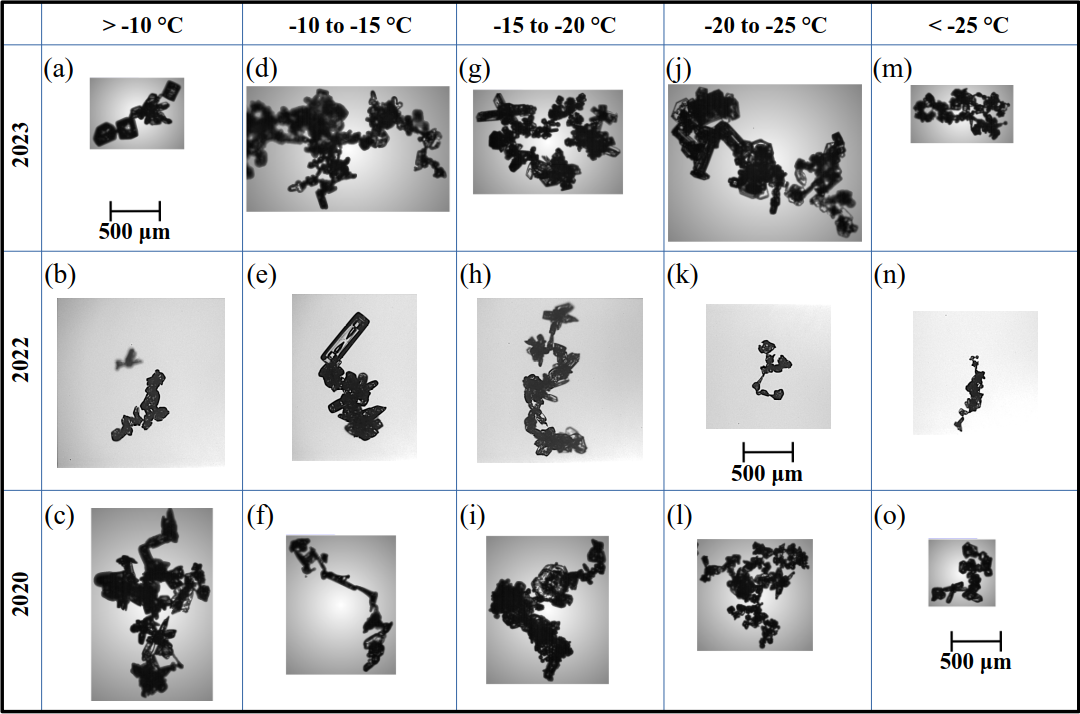 > -10 °C
-10 to -15 °C
-15 to -20 °C
-20 to -25 °C
< -25 °C
2023
(a)
(d)
(g)
(j)
(m)
500 µm
2022
(b)
(e)
(h)
(k)
(n)
500 µm
2020
(c)
(f)
(i)
(l)
(o)
500 µm